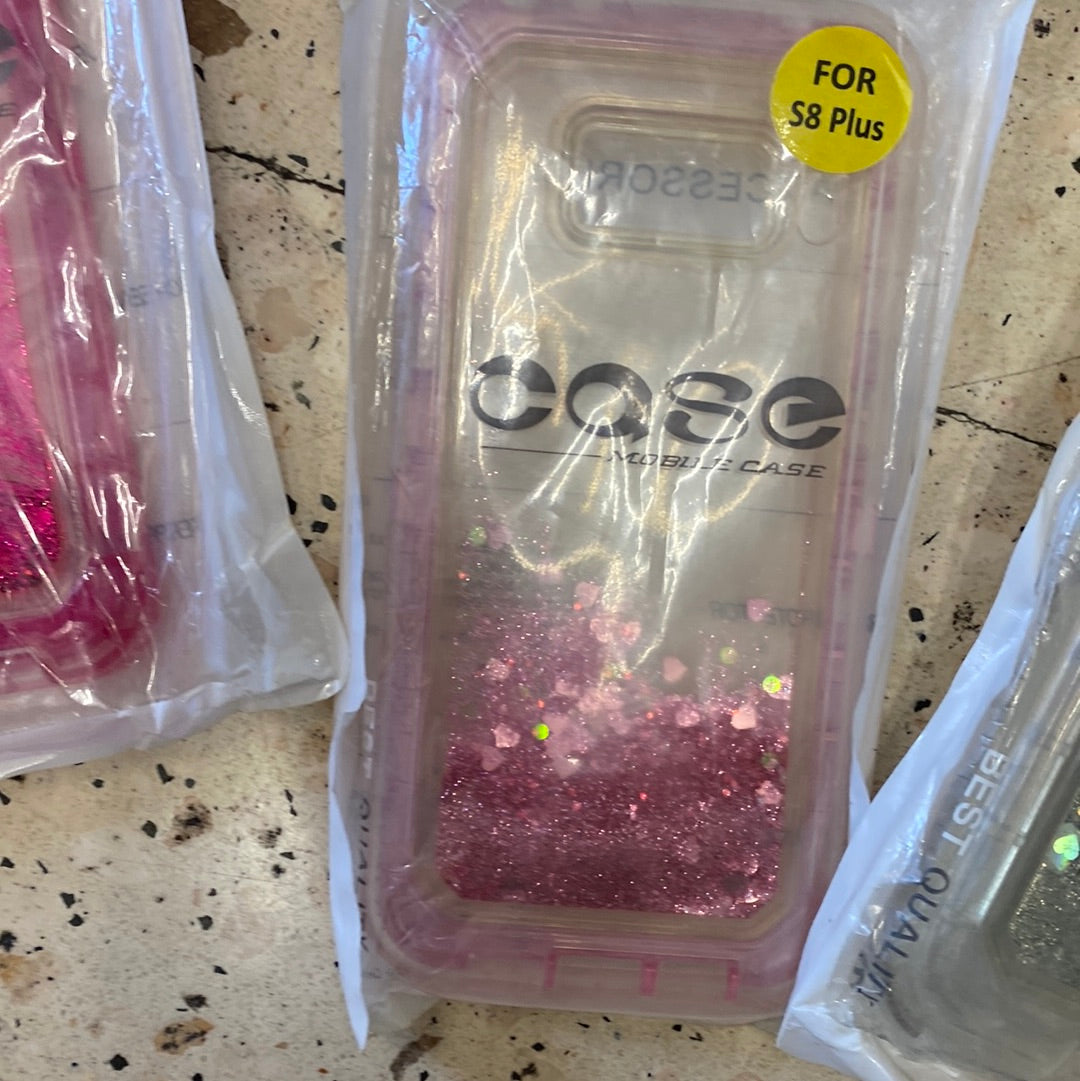 FOR
S8 Plus
case
MOBILE CASE
BEST QUALITY